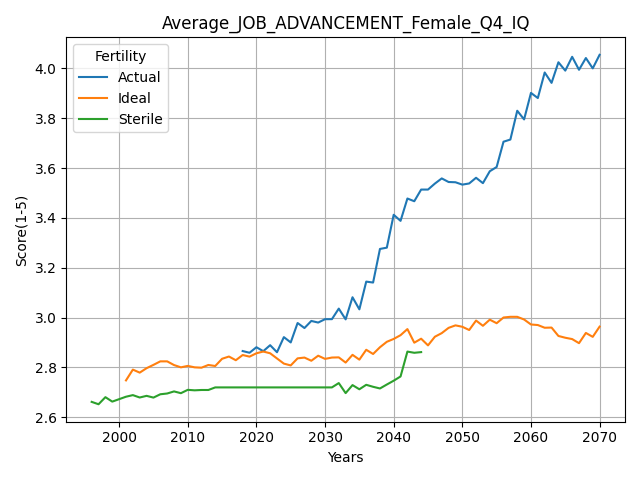 Average_JOB_ADVANCEMENT_Female_Q4_IQ
Fertility
Actual
Ideal
Sterile
Score(1-5)
4.0
3.8
3.6
3.4
3.2
3.0
2.8
2.6
2000 2010 2020 2030 2040 2050 2060 2070
Years